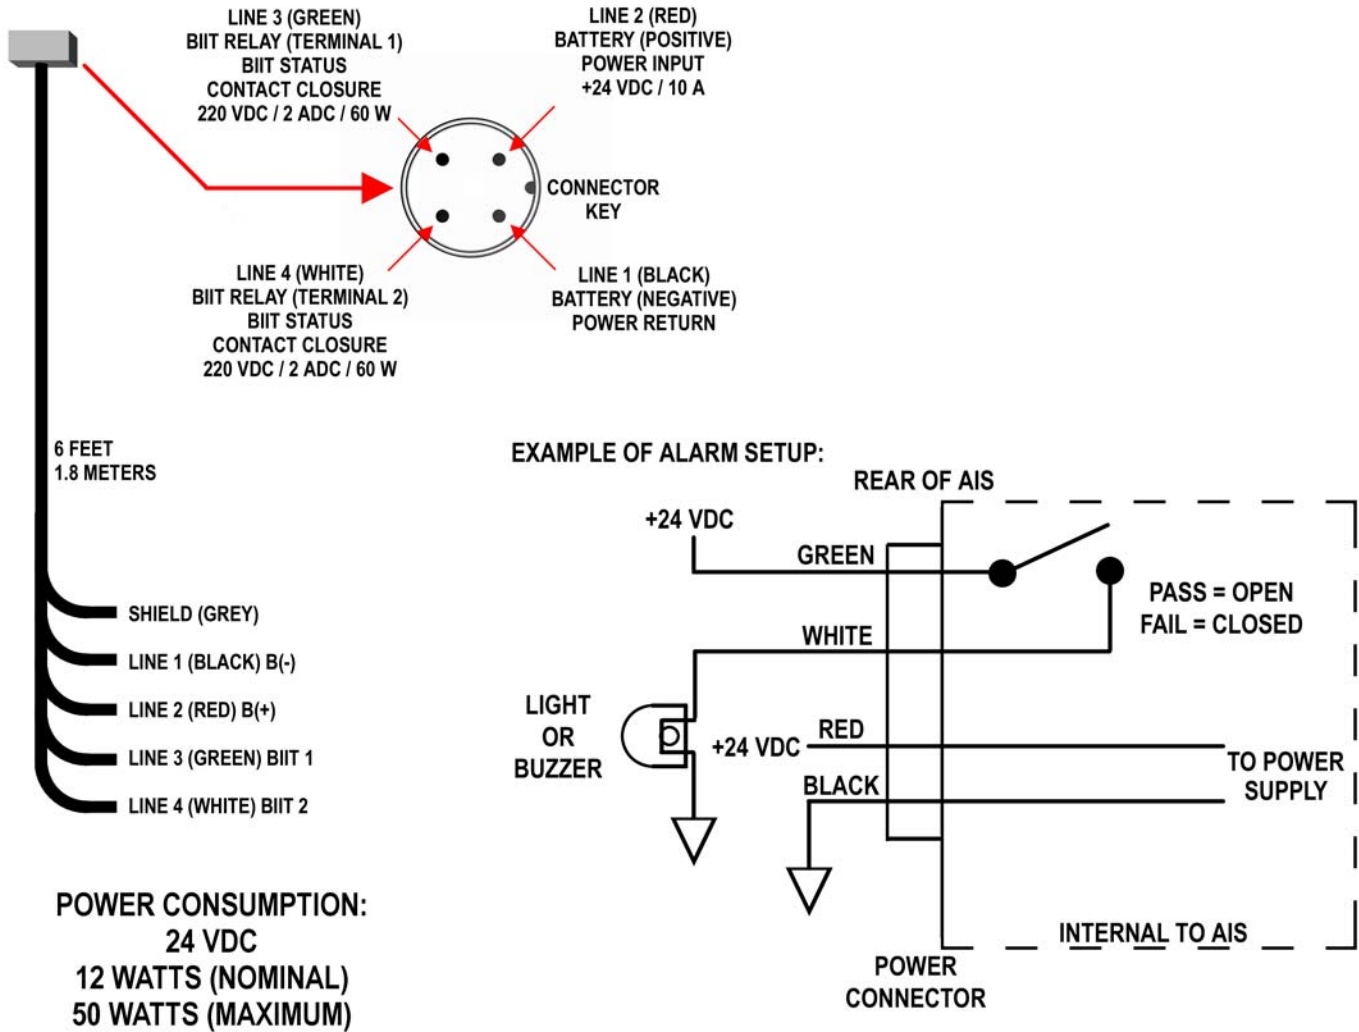 LINE 3 (GREEN)
BIIT RELAY (TERMINAL 1)
BIIT STATUS
CONTACT CLOSURE
220 VDC / 2 ADC / 60 W
LINE 2 (RED)
BATTERY (POSITIVE)
POWER INPUT
+24 VDC / 10 A
CONNECTOR
KEY
LINE 4 (WHITE)
BIIT RELAY (TERMINAL 2)
BIIT STATUS
CONTACT CLOSURE
220 VDC / 2 ADC / 60 W
LINE 1 (BLACK)
BATTERY (NEGATIVE)
POWER RETURN
6 FEET
1.8 METERS
SHIELD (GREY)
LINE 1 (BLACK) B(-)
LINE 2 (RED) B(+)
LINE 3 (GREEN) BIIT 1
LINE 4 (WHITE) BIIT 2
POWER CONSUMPTION:
24 VDC
12 WATTS (NOMINAL)
50 WATTS (MAXIMUM)
EXAMPLE OF ALARM SETUP:
REAR OF AIS
+24 VDC
GREEN
PASS = OPEN
FAIL = CLOSED
WHITE
LIGHT
OR
BUZZER
+24 VDC
RED
BLACK
TO POWER
SUPPLY
INTERNAL TO AIS
POWER
CONNECTOR